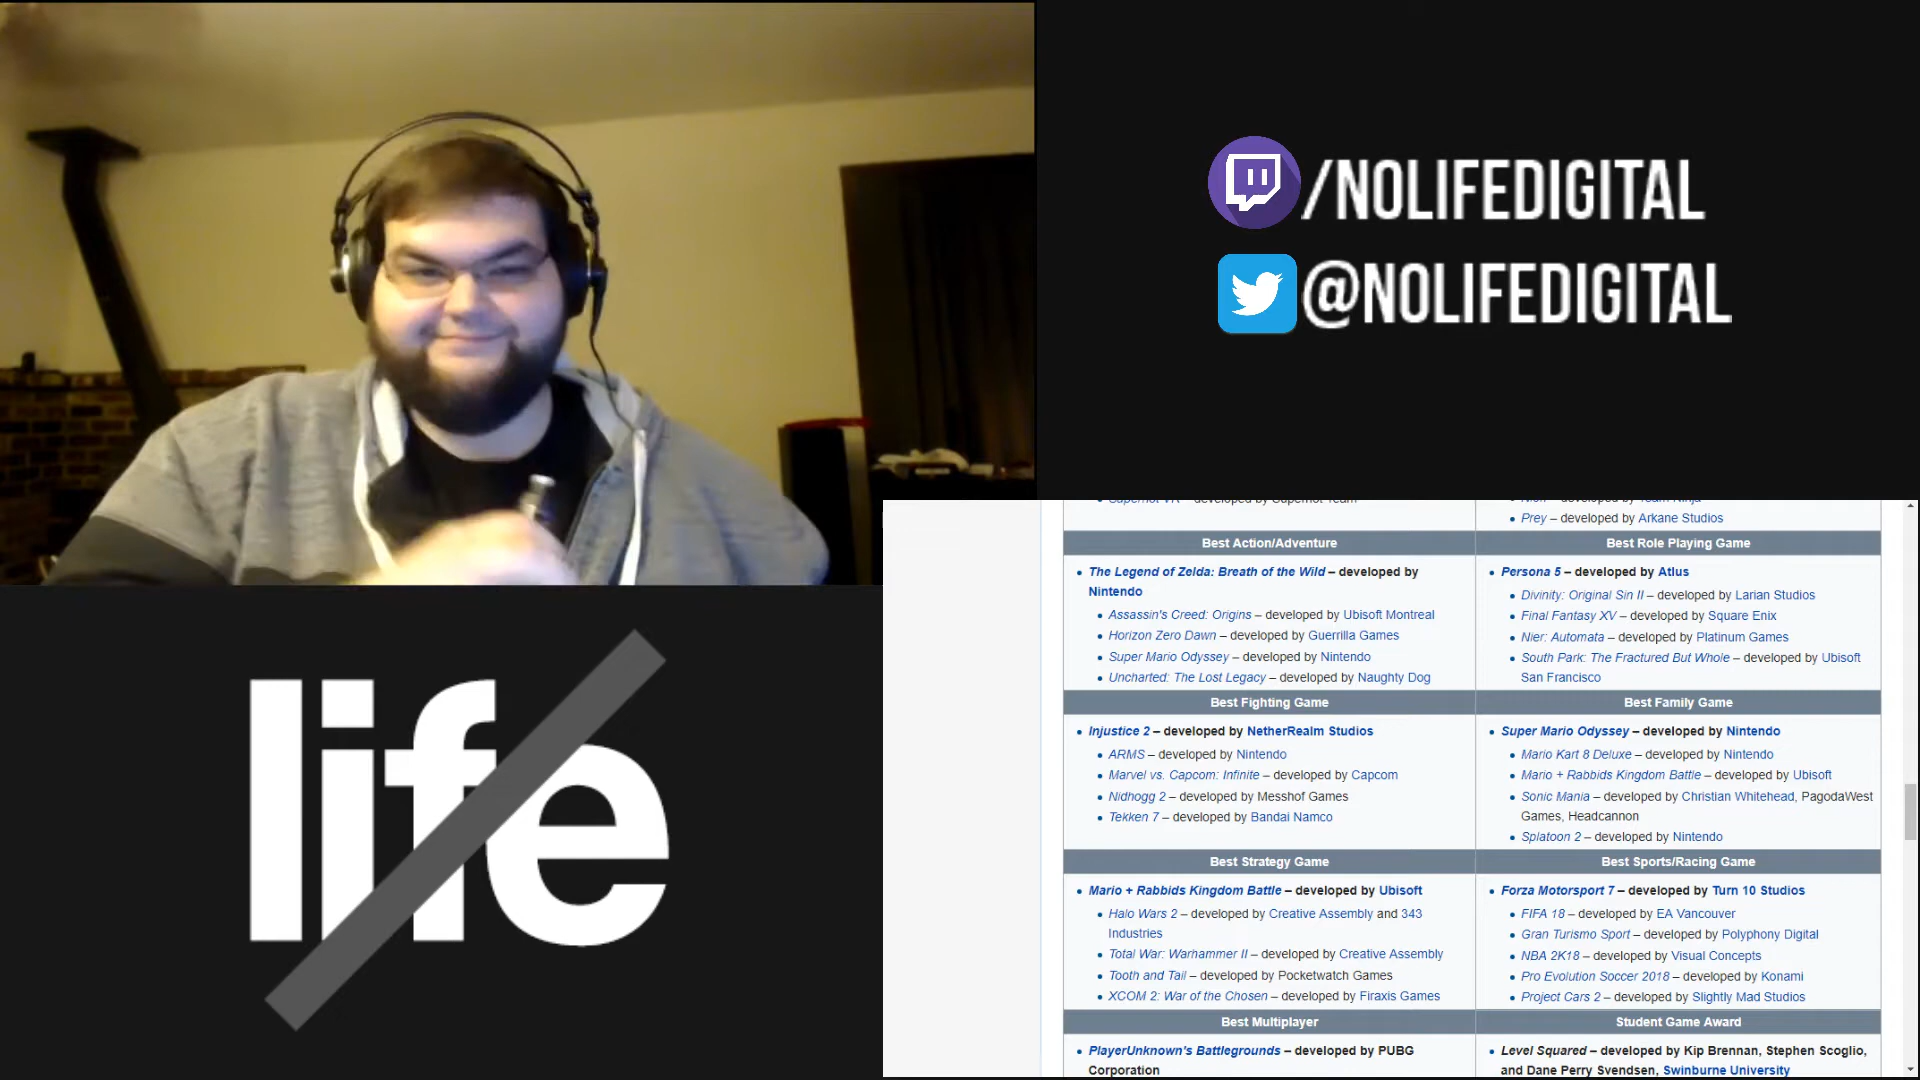 /NOLIFEDIGITAL
@NOLIFEDIGITAL
life
Superhot VR – developed by Superhot Team
Nioh – developed by Team Ninja
Prey – developed by Arkane Studios
Best Action/Adventure
The Legend of Zelda: Breath of the Wild – developed by
Nintendo
Assassin's Creed: Origins – developed by Ubisoft Montreal
Horizon Zero Dawn – developed by Guerrilla Games
Super Mario Odyssey – developed by Nintendo
Uncharted: The Lost Legacy – developed by Naughty Dog
Best Role Playing Game
Persona 5 – developed by Atlus
Divinity: Original Sin II – developed by Larian Studios
Final Fantasy XV – developed by Square Enix
Nier: Automata – developed by Platinum Games
South Park: The Fractured But Whole – developed by Ubisoft
San Francisco
Best Fighting Game
Injustice 2 – developed by NetherRealm Studios
ARMS – developed by Nintendo
Marvel vs. Capcom: Infinite – developed by Capcom
Nidhogg 2 – developed by Messhof Games
Tekken 7 – developed by Bandai Namco
Best Family Game
Super Mario Odyssey – developed by Nintendo
Mario Kart 8 Deluxe – developed by Nintendo
Mario + Rabbids Kingdom Battle – developed by Ubisoft
Sonic Mania – developed by Christian Whitehead, PagodaWest
Games, Headcannon
Splatoon 2 – developed by Nintendo
Best Strategy Game
Mario + Rabbids Kingdom Battle – developed by Ubisoft
Halo Wars 2 – developed by Creative Assembly and 343
Industries
Total War: Warhammer II – developed by Creative Assembly
Tooth and Tail – developed by Pocketwatch Games
XCOM 2: War of the Chosen – developed by Firaxis Games
Best Sports/Racing Game
Forza Motorsport 7 – developed by Turn 10 Studios
FIFA 18 – developed by EA Vancouver
Gran Turismo Sport – developed by Polyphony Digital
NBA 2K18 – developed by Visual Concepts
Pro Evolution Soccer 2018 – developed by Konami
Project Cars 2 – developed by Slightly Mad Studios
Best Multiplayer
PlayerUnknown's Battlegrounds – developed by PUBG
Corporation
Student Game Award
Level Squared – developed by Kip Brennan, Stephen Scoglio,
and Dane Perry Svendsen, Swinburne University